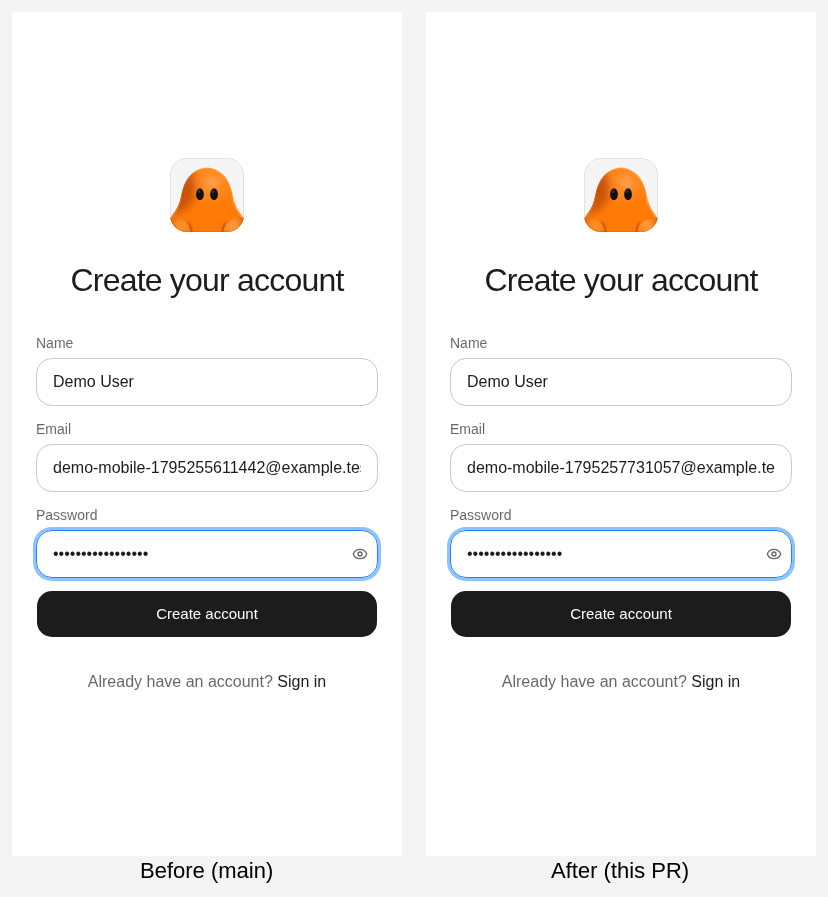 Create your account
Name
Demo User
Email
demo-mobile-1795255611442@example.te
Password
•••••••••••••••••
Create account
Already have an account? Sign in
Before (main)
Create your account
Name
Demo User
Email
demo-mobile-1795257731057@example.te
Password
•••••••••••••••••
Create account
Already have an account? Sign in
After (this PR)